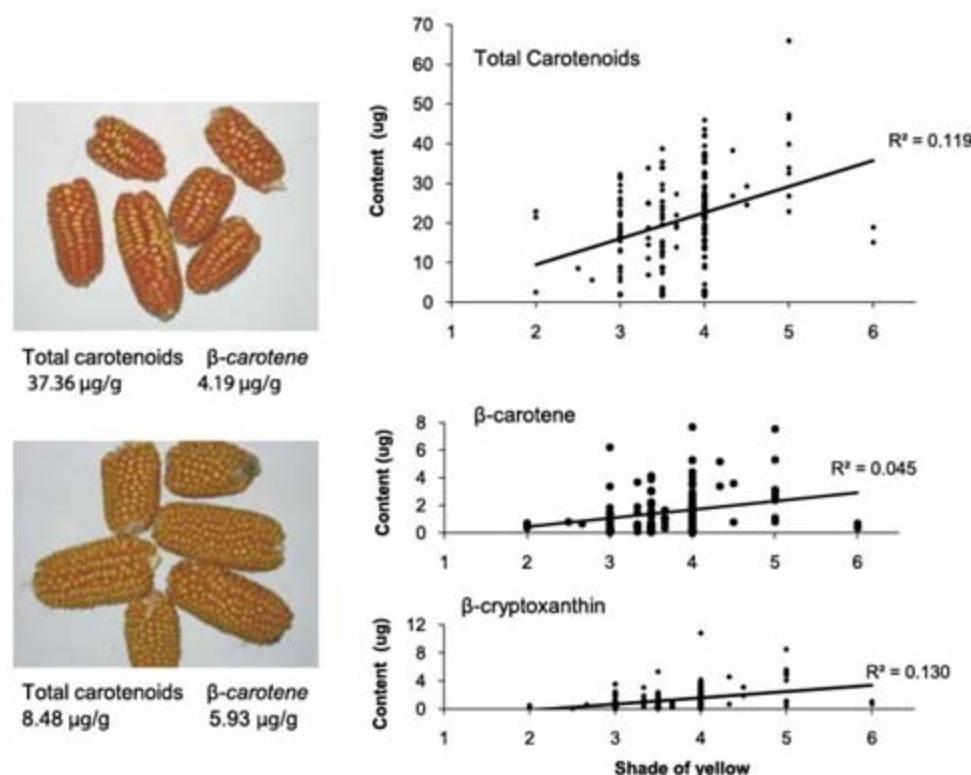 Total carotenoids β-carotene
37.36 µg/g 4.19 µg/g
Total carotenoids β-carotene
8.48 µg/g 5.93 µg/g
Total Carotenoids
Content (ug)
70
60
50
40
30
20
10
0
R² = 0.119
1 2 3 4 5 6
β-carotene
Content (ug)
8
6
4
2
0
R² = 0.045
1 2 3 4 5 6
β-cryptoxanthin
Content (ug)
12
8
4
0
R² = 0.130
1 2 3 4 5 6
Shade of yellow